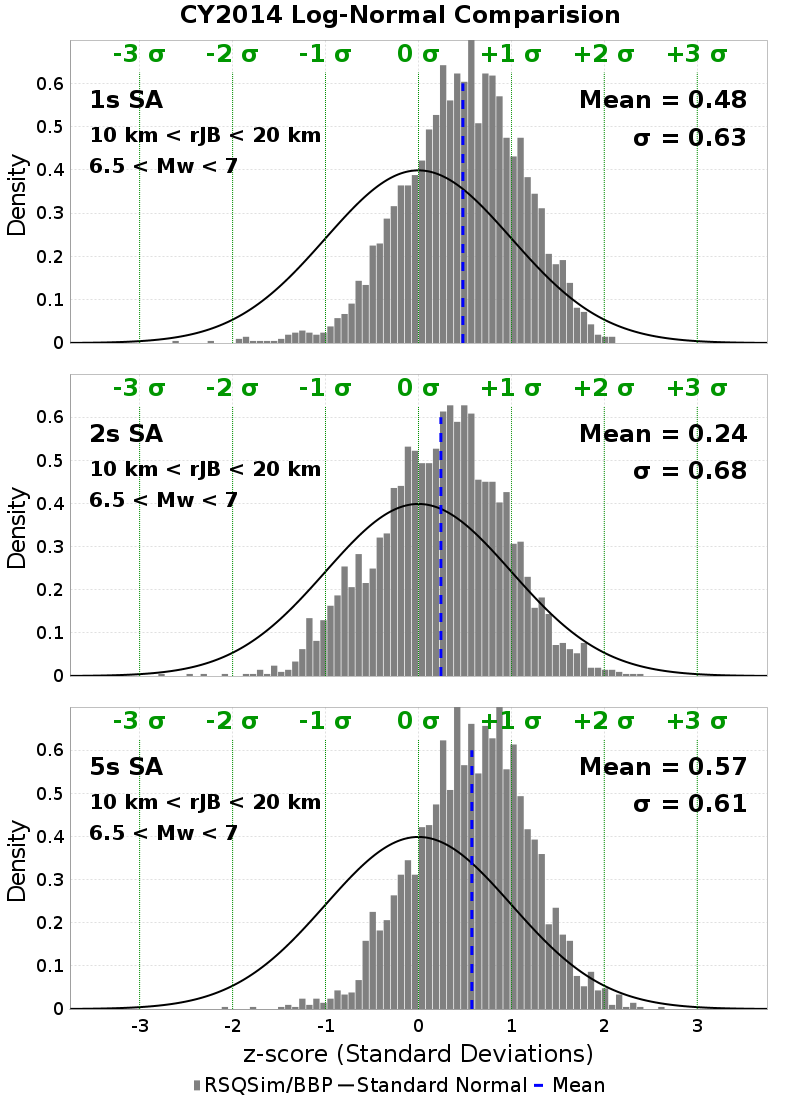 CY2014 Log-Normal Comparision
-3 σ -2 σ -1 σ 0 σ +1 σ +2 σ +3 σ
1s SA
Mean = 0.48
10 km < rJB < 20 km
σ = 0.63
6.5 < Mw < 7
Density
0.6
0.5
0.4
0.3
0.2
0.1
0
-3 σ -2 σ -1 σ 0 σ +1 σ +2 σ +3 σ
2s SA
Mean = 0.24
10 km < rJB < 20 km
σ = 0.68
6.5 < Mw < 7
Density
0.6
0.5
0.4
0.3
0.2
0.1
0
-3 σ -2 σ -1 σ 0 σ +1 σ +2 σ +3 σ
5s SA
Mean = 0.57
10 km < rJB < 20 km
σ = 0.61
6.5 < Mw < 7
Density
0.6
0.5
0.4
0.3
0.2
0.1
0
-3 -2 -1 0 1 2 3
z-score (Standard Deviations)
RSQSim/BBP Standard Normal Mean